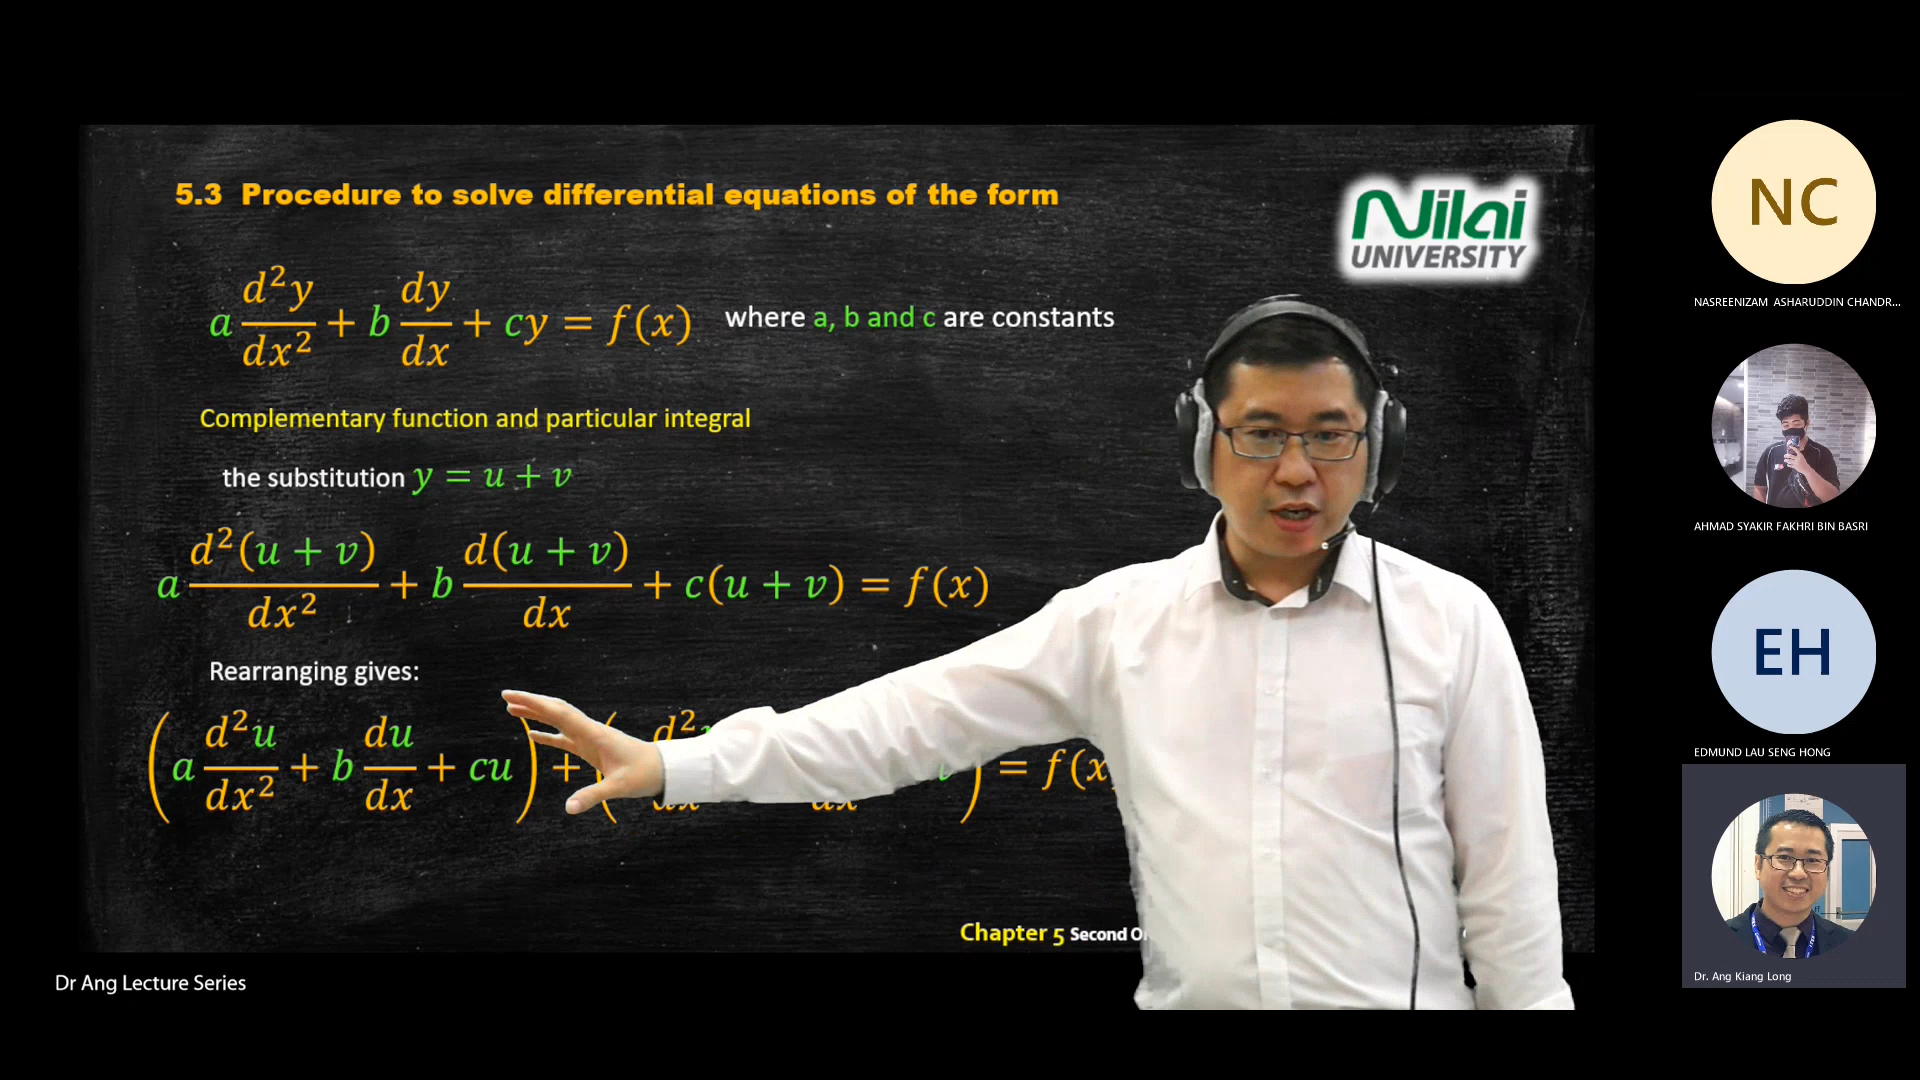 5.3 Procedure to solve differential equations of the form
Nilai
UNIVERSITY
a d²y/dx² + b dy/dx + cy = f(x) where a, b and c are constants
Complementary function and particular integral
the substitution y = u + v
a d²(u + v)/dx² + b d(u + v)/dx + c(u + v) = f(x)
Rearranging gives:
(a d²u/dx² + b du/dx + cu) + ( d² dx dx ) = f(x
Chapter 5 Second
Dr Ang Lecture Series
NC
NASREENIZAM ASHARUDDIN CHANDR...
AHMAD SYAKIR FAKHRI BIN BASRI
EH
EDMUND LAU SENG HONG
Dr. Ang Kiang Long